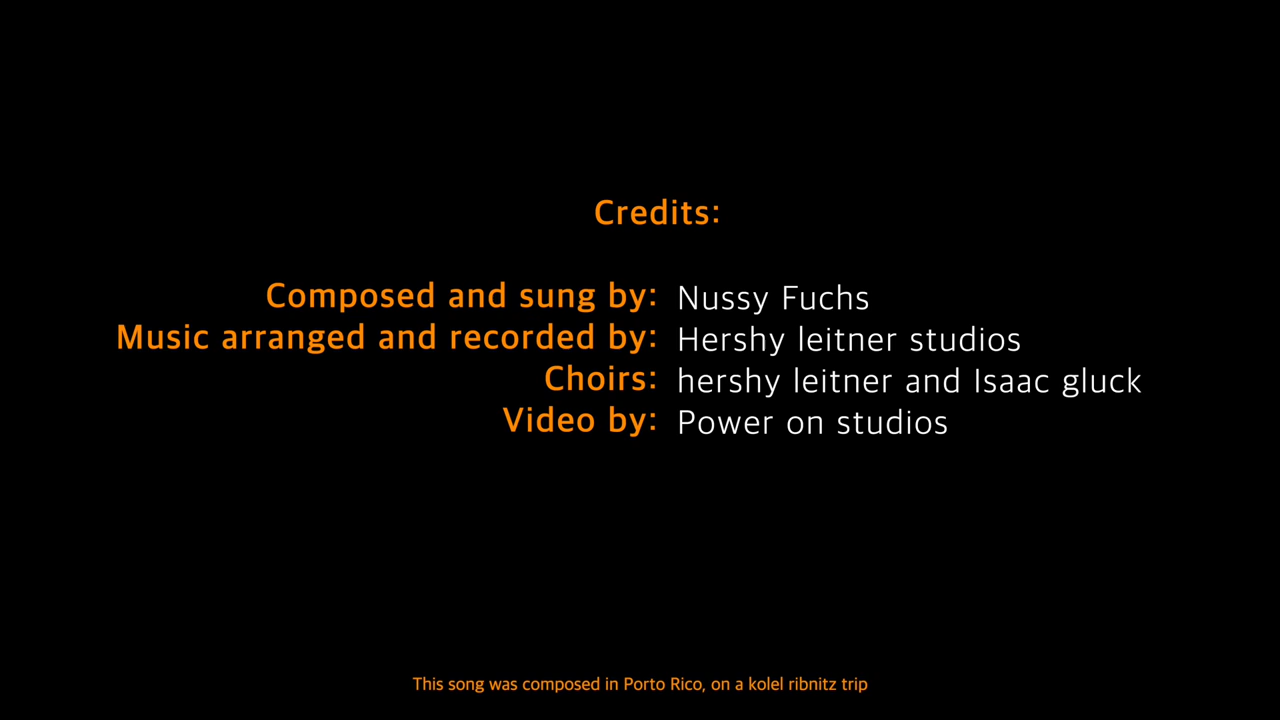 Credits:
Composed and sung by: Nussy Fuchs
Music arranged and recorded by: Hershy leitner studios
Choirs: hershy leitner and Isaac gluck
Video by: Power on studios
This song was composed in Porto Rico, on a kolel ribnitz trip